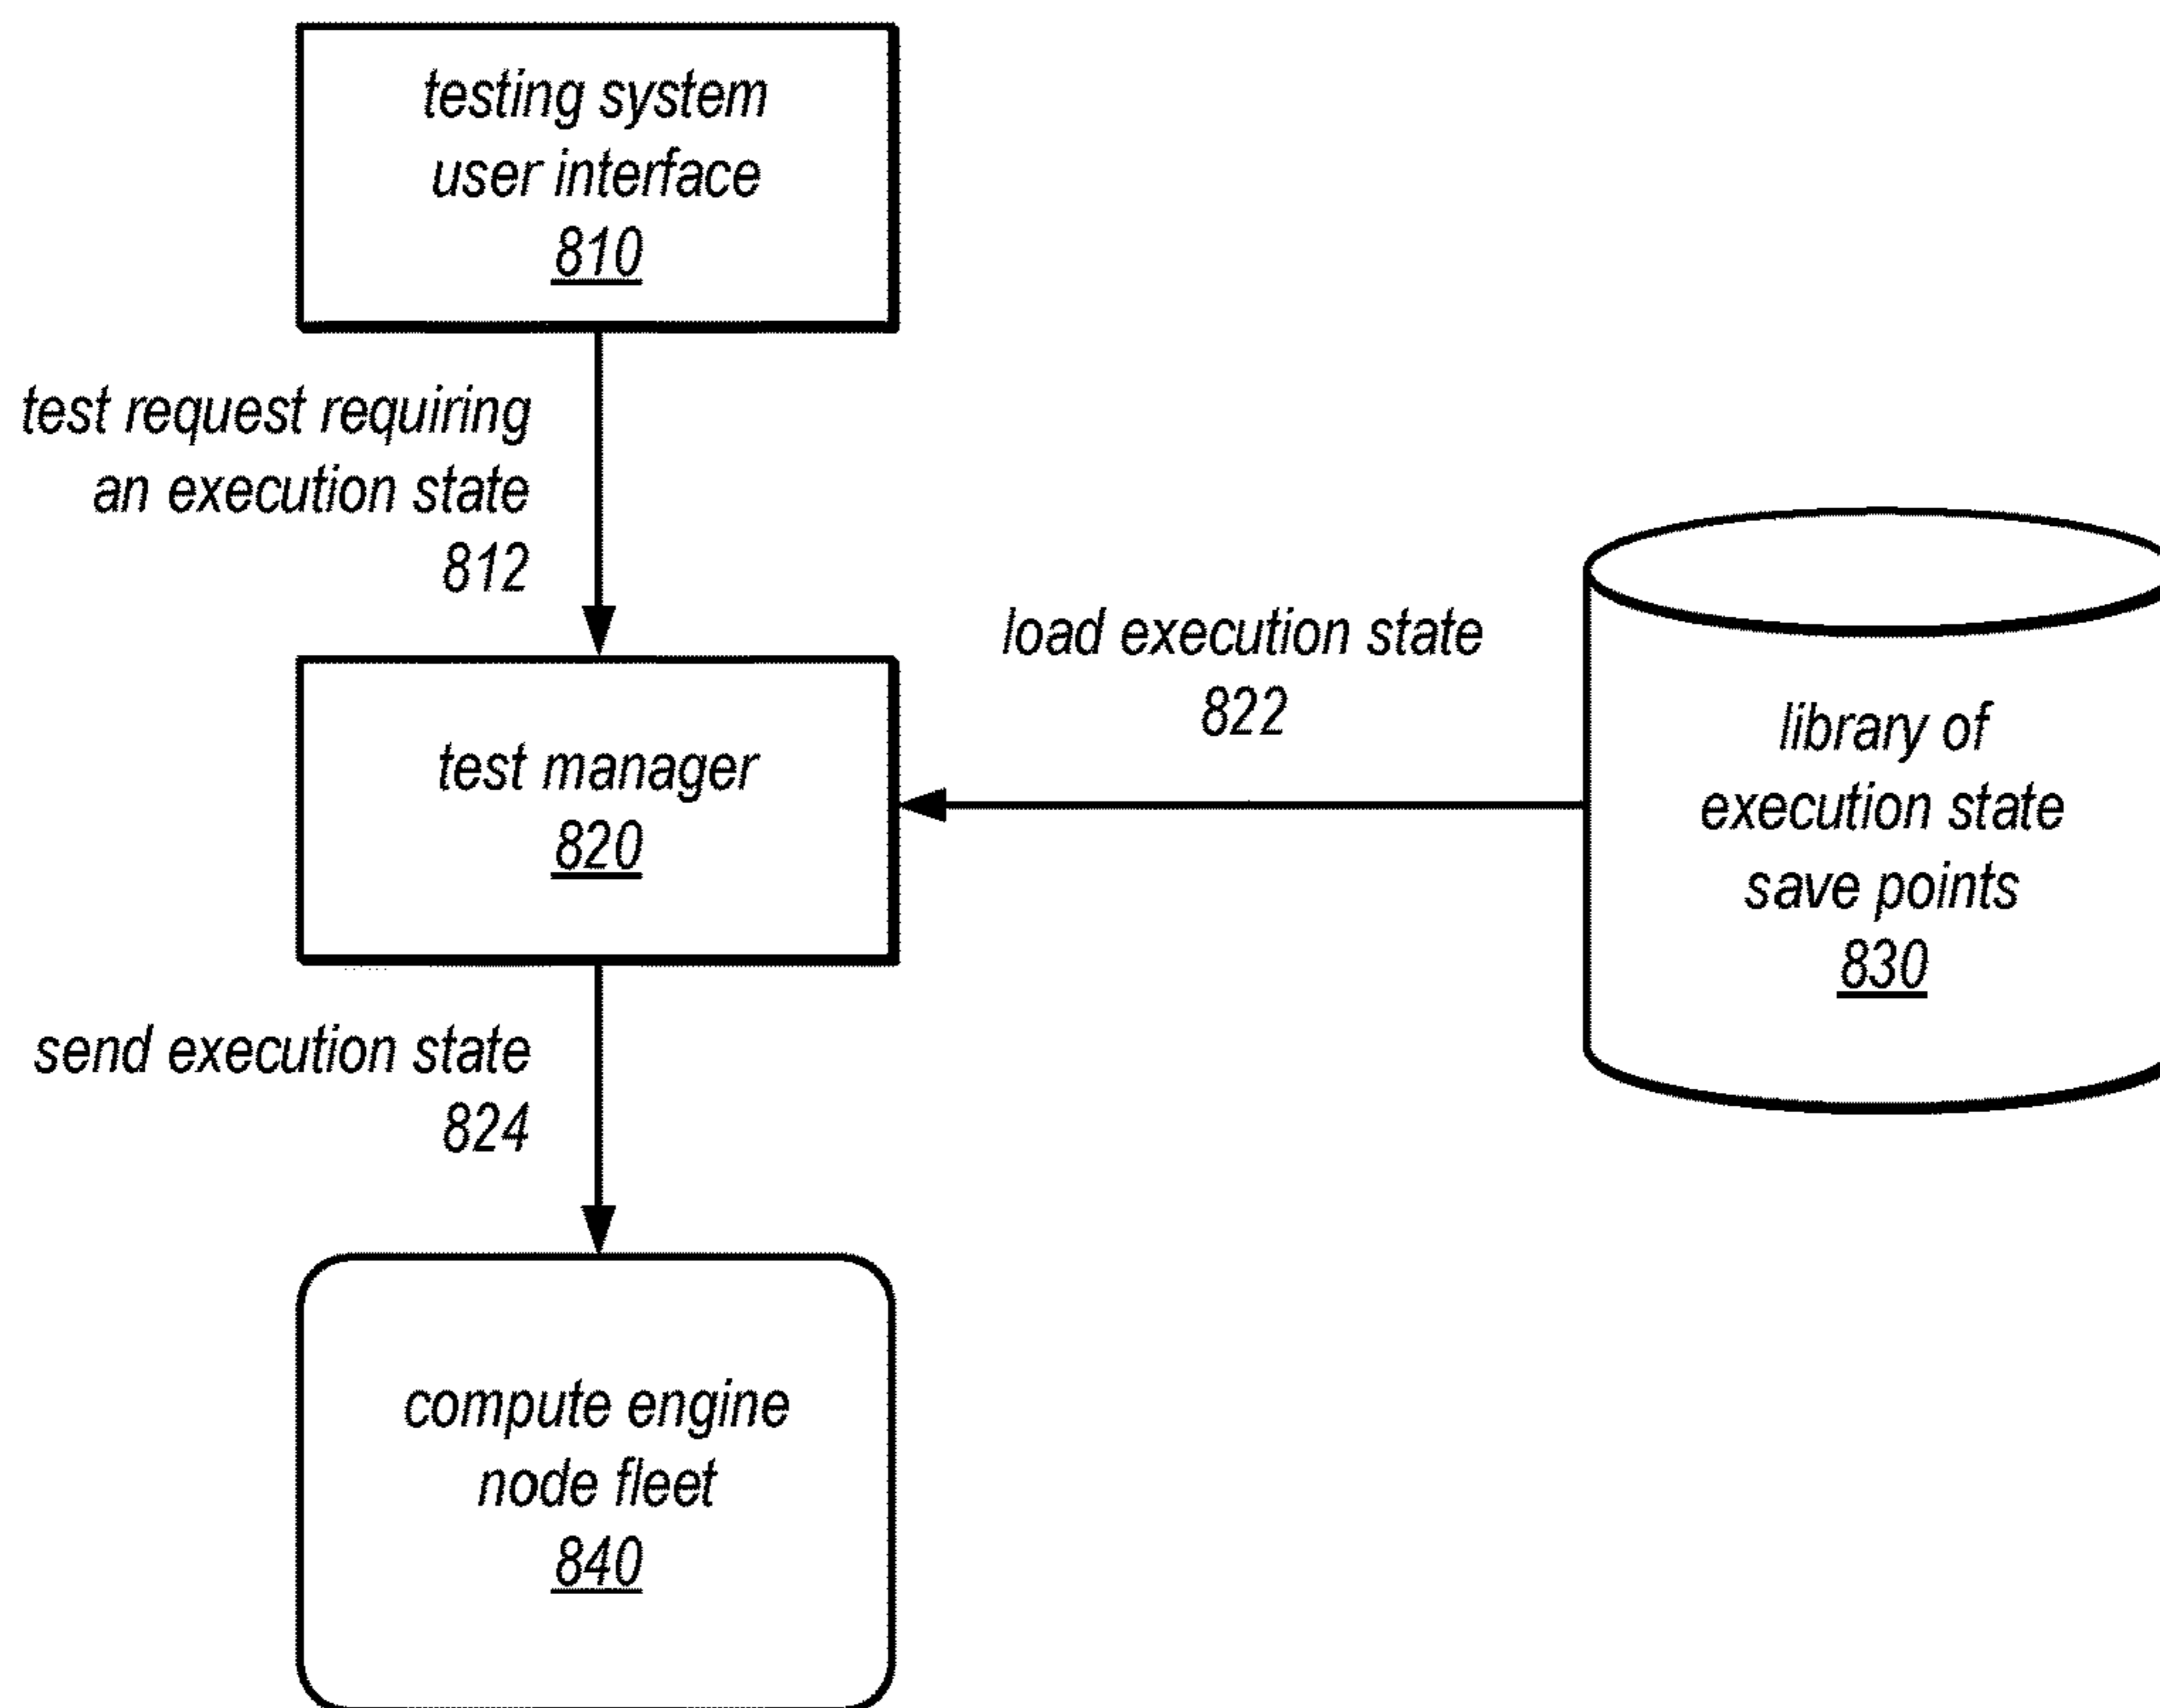 testing system
user interface
810
test request requiring
an execution state
812
load execution state
822
test manager
820
library of
execution state
save points
830
send execution state
824
compute engine
node fleet
840